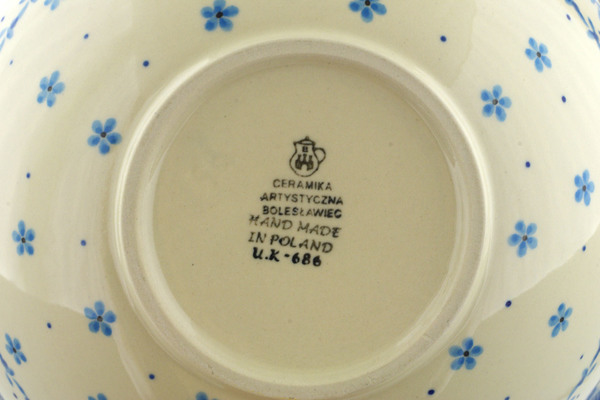 CERAMIKA
ARTYSTYCZNA
BOLESŁAWIEC
HAND MADE
IN POLAND
U.K-686